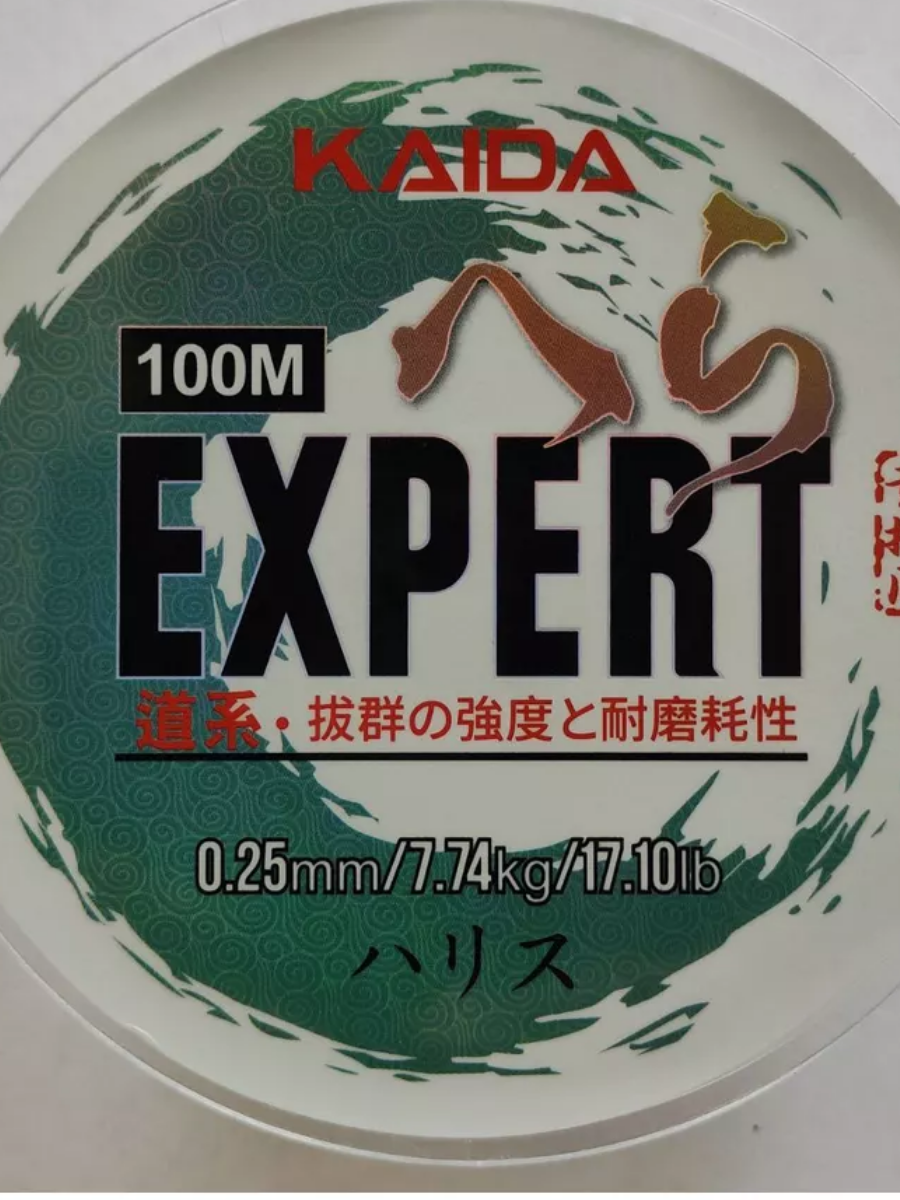 KAIDA
へら
100M
EXPERT
道系・抜群の強度と耐磨耗性
0.25mm/7.74kg/17.10lb
ハリス